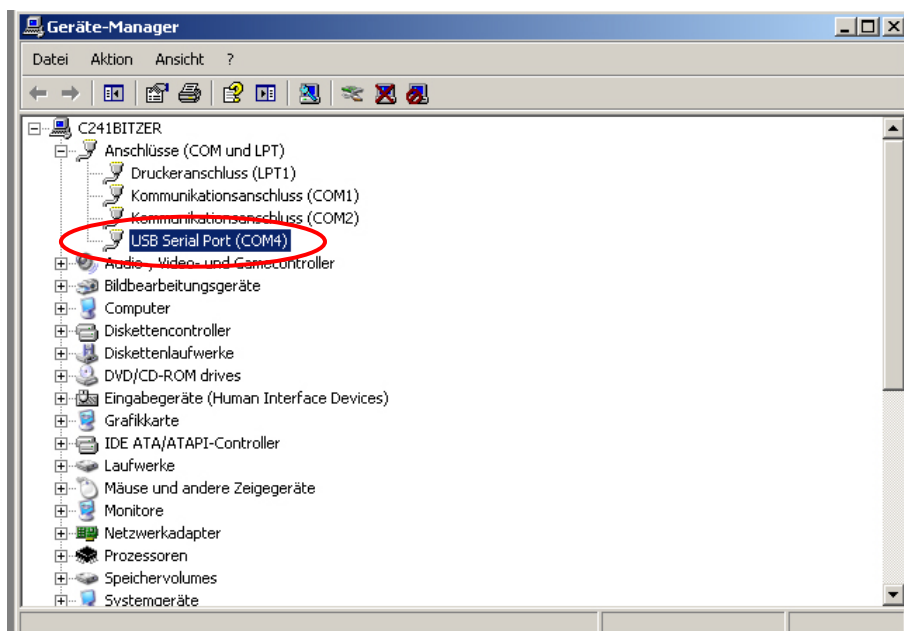 Geräte-Manager
Datei Aktion Ansicht ?
C241BITZER
Anschlüsse (COM und LPT)
Druckeranschluss (LPT1)
Kommunikationsanschluss (COM1)
Kommunikationsanschluss (COM2)
USB Serial Port (COM4)
Audio-, Video- und Gamecontroller
Bildbearbeitungsgeräte
Computer
Diskettencontroller
Diskettenlaufwerke
DVD/CD-ROM drives
Eingabegeräte (Human Interface Devices)
Grafikkarte
IDE ATA/ATAPI-Controller
Laufwerke
Mäuse und andere Zeigegeräte
Monitore
Netzwerkadapter
Prozessoren
Speichervolumes
Systemgeräte